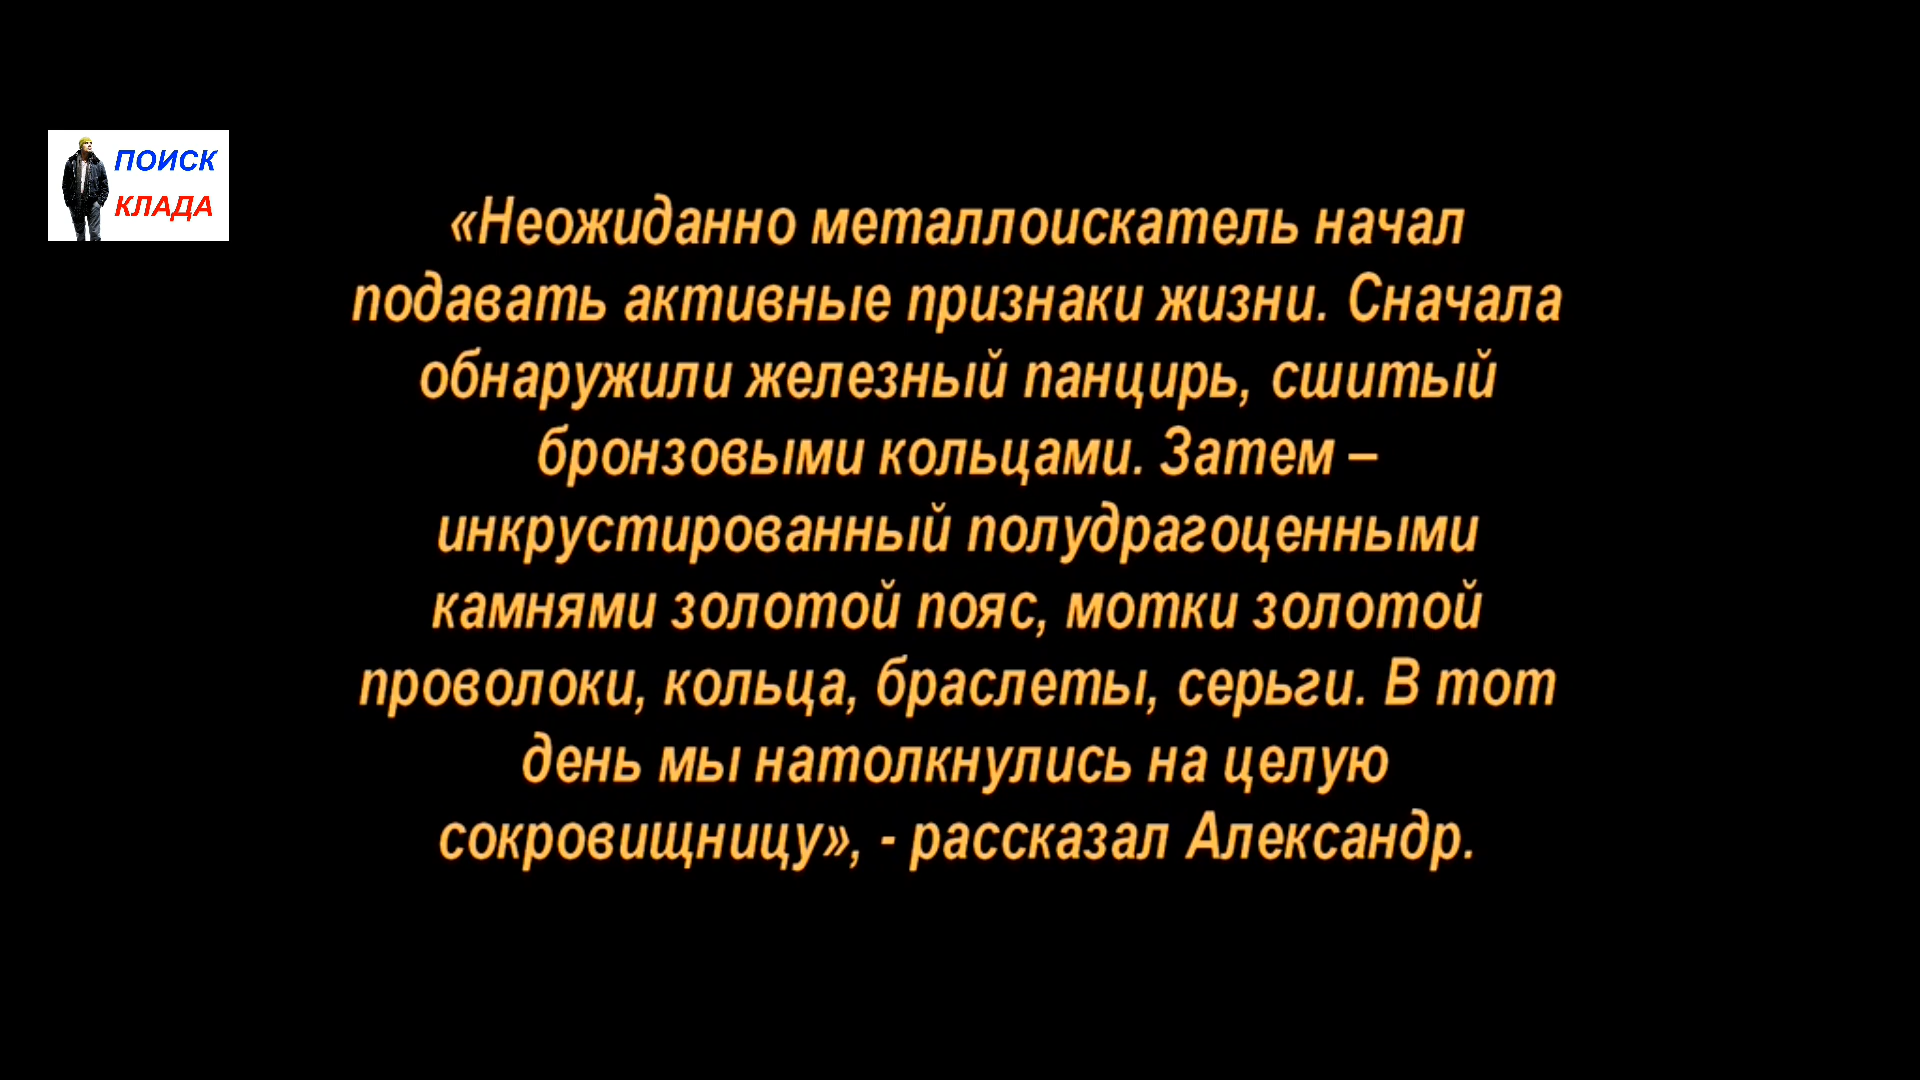 ПОИСК
КЛАДА
«Неожиданно металлоискатель начал
подавать активные признаки жизни. Сначала
обнаружили железный панцирь, сшитый
бронзовыми кольцами. Затем –
инкрустированный полудрагоценными
камнями золотой пояс, мотки золотой
проволоки, кольца, браслеты, серьги. В тот
день мы натолкнулись на целую
сокровищницу», - рассказал Александр.